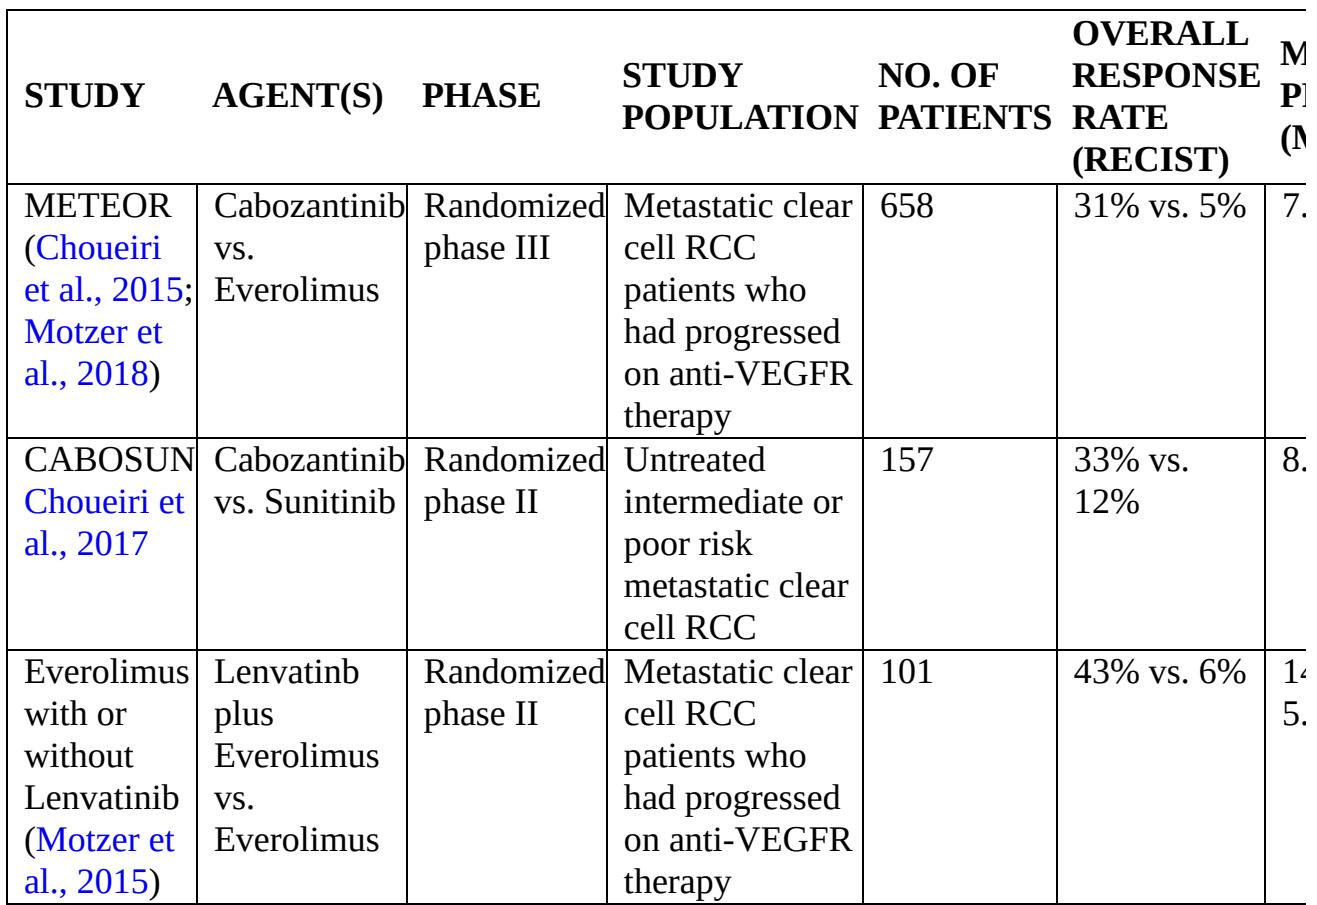 STUDY
AGENT(S)
PHASE
STUDY
POPULATION
NO. OF
PATIENTS
OVERALL
RESPONSE
RATE
(RECIST)
METEOR
(Choueiri
et al., 2015;
Motzer et
al., 2018)
Cabozantinib
vs.
Everolimus
Randomized
phase III
Metastatic clear
cell RCC
patients who
had progressed
on anti-VEGFR
therapy
658
31% vs. 5%
7.
CABOSUN
Choueiri et
al., 2017
Cabozantinib
vs. Sunitinib
Randomized
phase II
Untreated
intermediate or
poor risk
metastatic clear
cell RCC
157
33% vs.
12%
8.
Everolimus
with or
without
Lenvatinib
(Motzer et
al., 2015)
Lenvatinb
plus
Everolimus
vs.
Everolimus
Randomized
phase II
Metastatic clear
cell RCC
patients who
had progressed
on anti-VEGFR
therapy
101
43% vs. 6%
5.